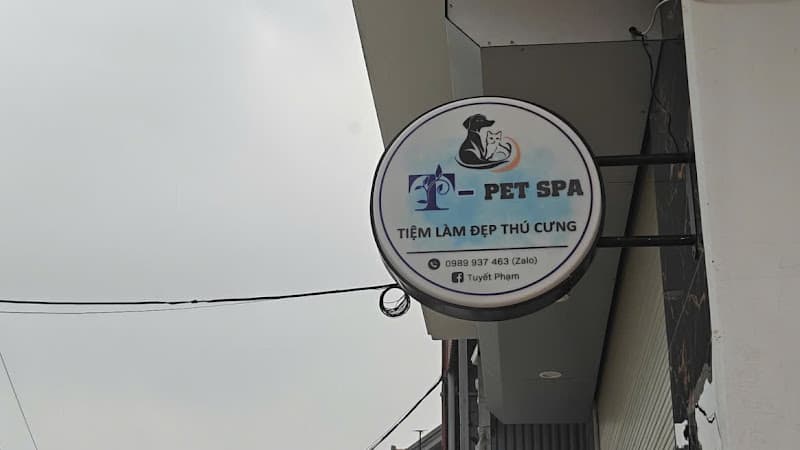 T - PET SPA
TIỆM LÀM ĐẸP THÚ CƯNG
0989 937 463 (Zalo)
Tuyết Phạm